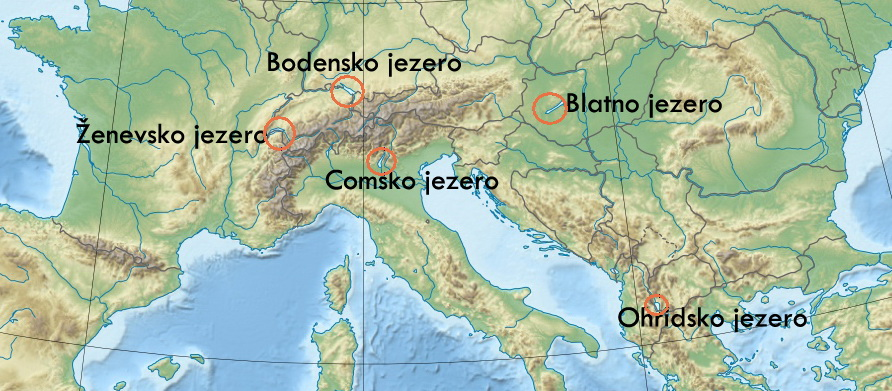 Bodensko jezero
Blatno jezero
Ženevsko jezero
Comsko jezero
Ohridsko jezero